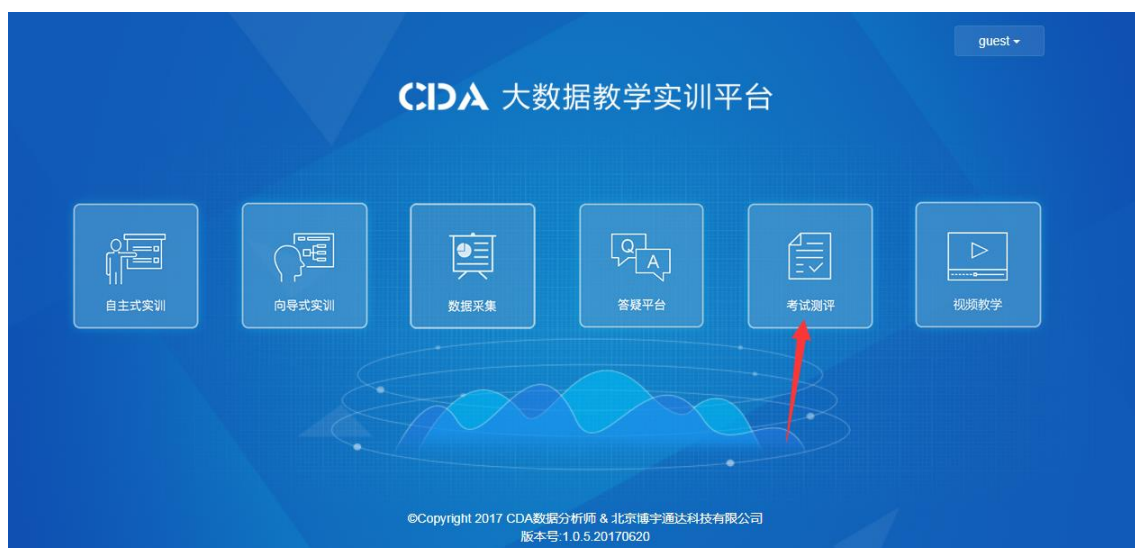 guest
CDA 大数据教学实训平台
Q
A
自主式实训
向导式实训
数据采集
答疑平台
考试测评
视频教学
©Copyright 2017 CDA数据分析师 & 北京博宇通达科技有限公司
版本号:1.0.5.20170620